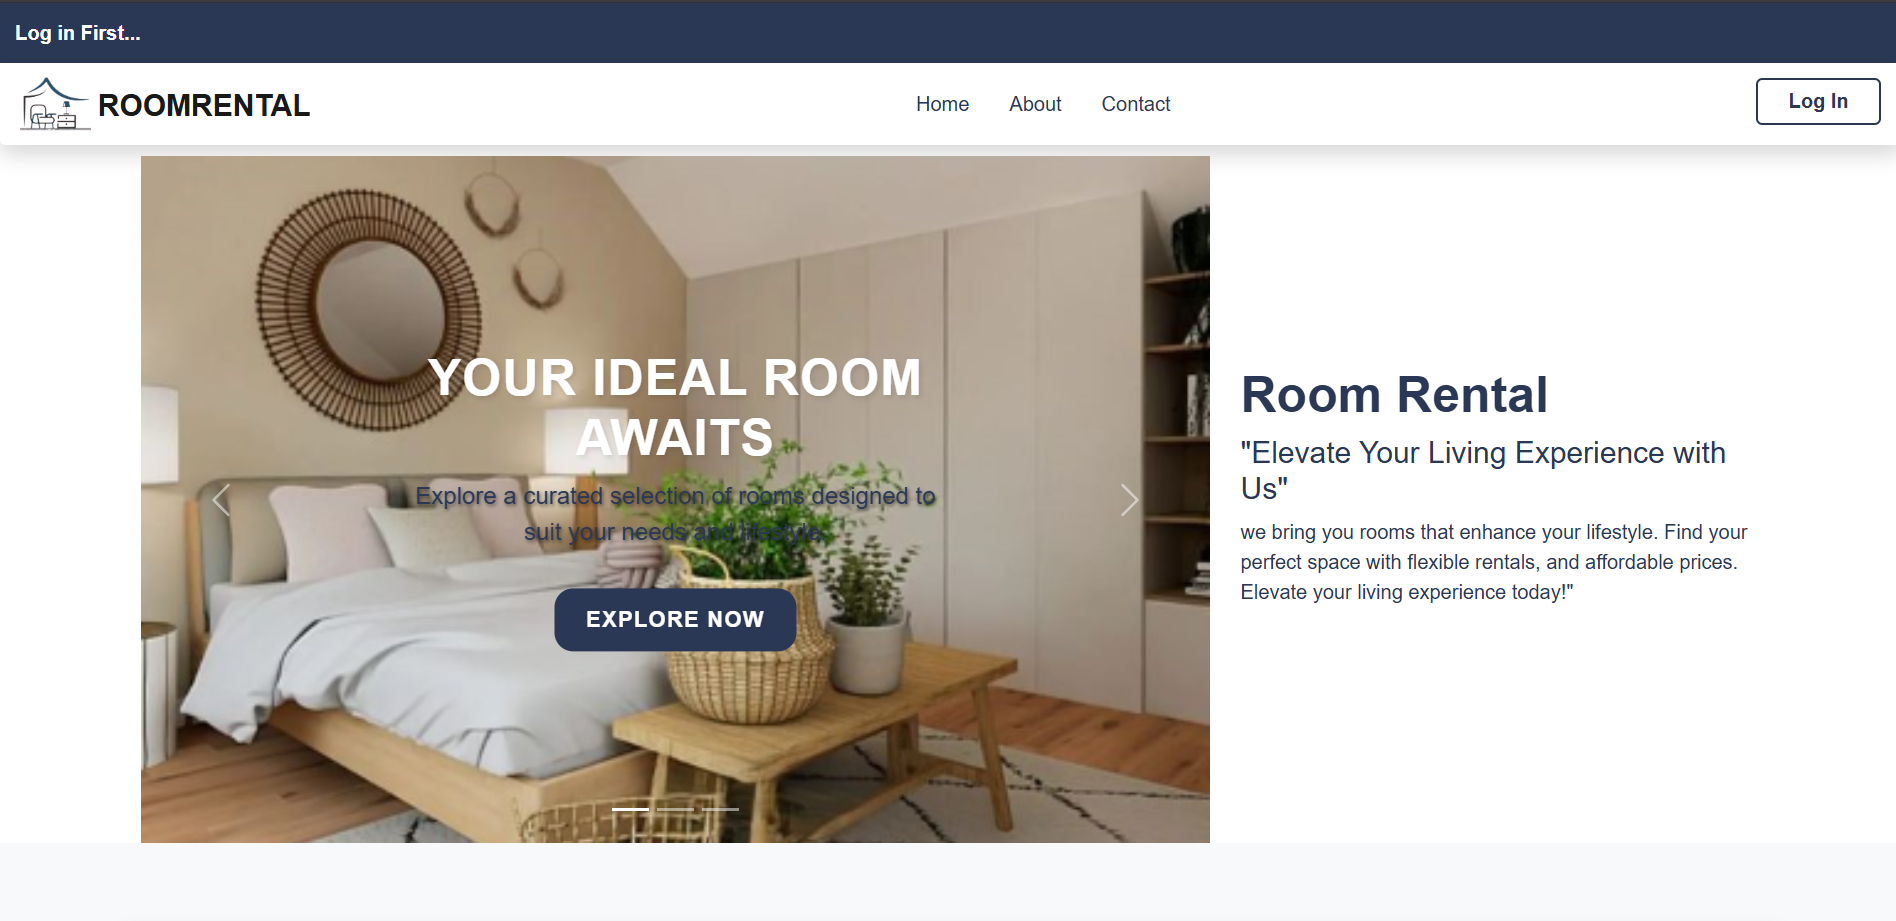 Log in First...
ROOMRENTAL
Home About Contact
Log In
YOUR IDEAL ROOM
AWAITS
Explore a curated selection of rooms designed to
suit your needs and lifestyle.
EXPLORE NOW
Room Rental
"Elevate Your Living Experience with
Us"
we bring you rooms that enhance your lifestyle. Find your
perfect space with flexible rentals, and affordable prices.
Elevate your living experience today!"